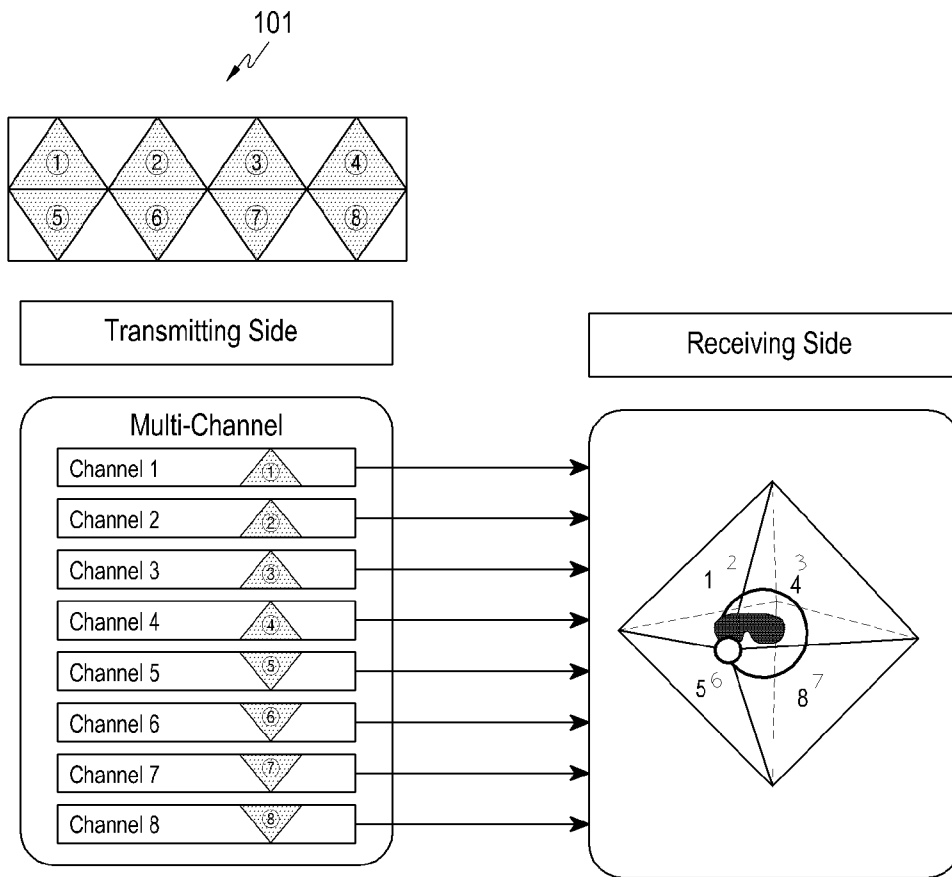 101
① ② ③ ④
⑤ ⑥ ⑦ ⑧
Transmitting Side
Receiving Side
Multi-Channel
Channel 1 ①
Channel 2 ②
Channel 3 ③
Channel 4 ④
Channel 5 ⑤
Channel 6 ⑥
Channel 7 ⑦
Channel 8 ⑧
1 2 3 4
5 6 7 8